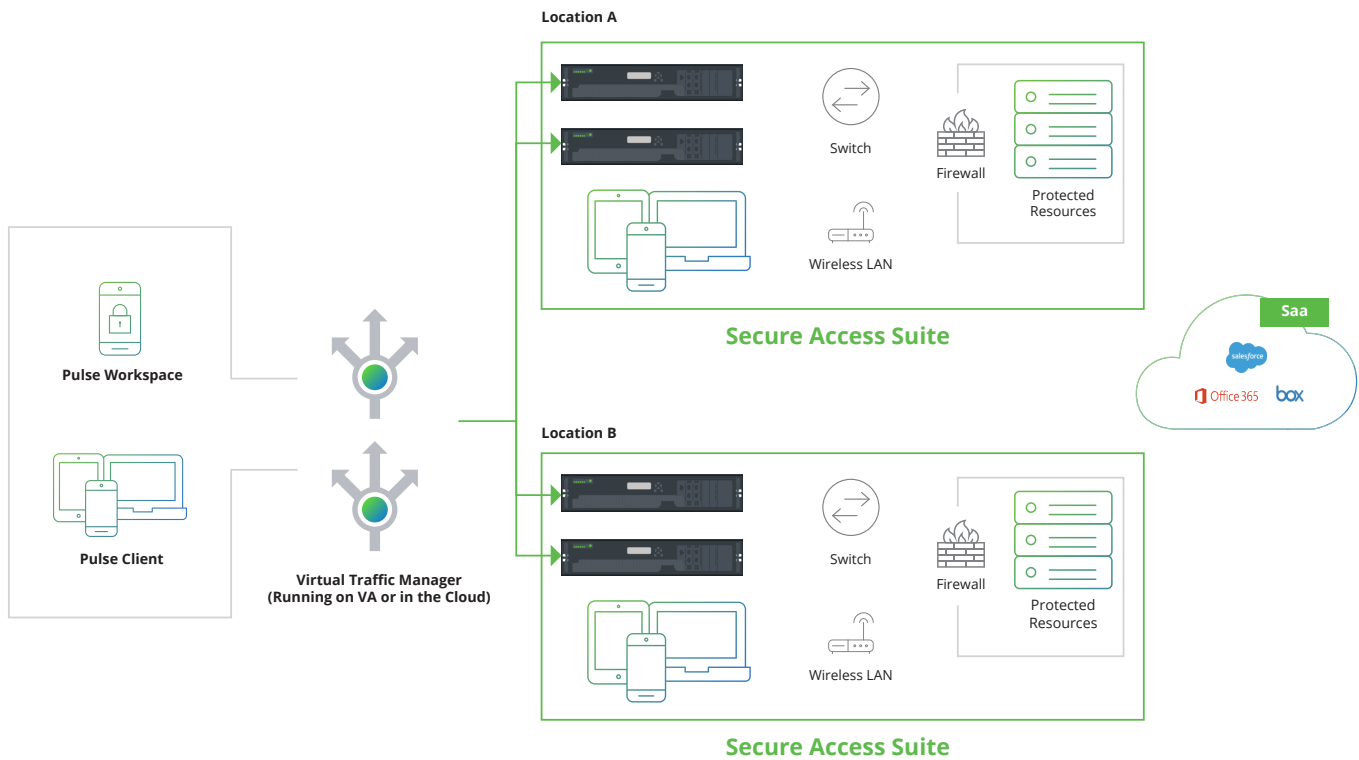 Location A
Switch
Firewall
Protected
Resources
Wireless LAN
Secure Access Suite
Pulse Workspace
Pulse Client
Virtual Traffic Manager
(Running on VA or in the Cloud)
Saa
salesforce
Office 365
box
Location B
Switch
Firewall
Protected
Resources
Wireless LAN
Secure Access Suite